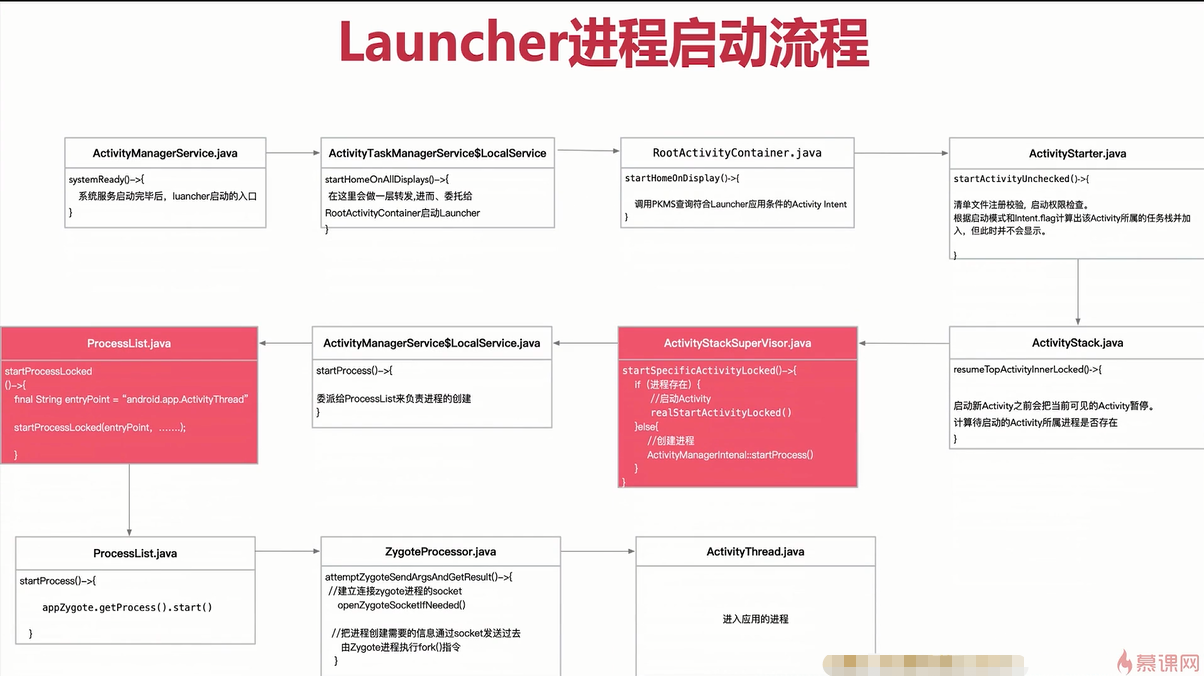 Launcher进程启动流程
ActivityManagerService.java
systemReady()->{
系统服务启动完毕后，luancher启动的入口
}
ActivityTaskManagerService$LocalService
startHomeOnAllDisplays()->{
在这里会做一层转发,进而、委托给
RootActivityContainer启动Launcher
}
RootActivityContainer.java
startHomeOnDisplay()->{
调用PKMS查询符合Launcher应用条件的Activity Intent
}
ActivityStarter.java
startActivityUnchecked()->{
清单文件注册校验, 启动权限检查。
根据启动模式和Intent.flag计算出该Activity所属的任务栈并加
入，但此时并不会显示。
}
ProcessList.java
startProcessLocked
()->{
final String entryPoint = “android.app.ActivityThread”
startProcessLocked(entryPoint, .......);
}
ActivityManagerService$LocalService.java
startProcess()->{
委派给ProcessList来负责进程的创建
}
ActivityStackSuperVisor.java
startSpecificActivityLocked()->{
if（进程存在）{
//启动Activity
realStartActivityLocked()
}else{
//创建进程
ActivityManagerIntenal::startProcess()
}
}
ActivityStack.java
resumeTopActivityInnerLocked()->{
启动新Activity之前会把当前可见的Activity暂停。
计算待启动的Activity所属进程是否存在
}
ProcessList.java
startProcess()->{
appZygote.getProcess().start()
}
ZygoteProcessor.java
attemptZygoteSendArgsAndGetResult()->{
//建立连接zygote进程的socket
openZygoteSocketIfNeeded()
//把进程创建需要的信息通过socket发送过去
由Zygote进程执行fork()指令
}
ActivityThread.java
进入应用的进程
慕课网